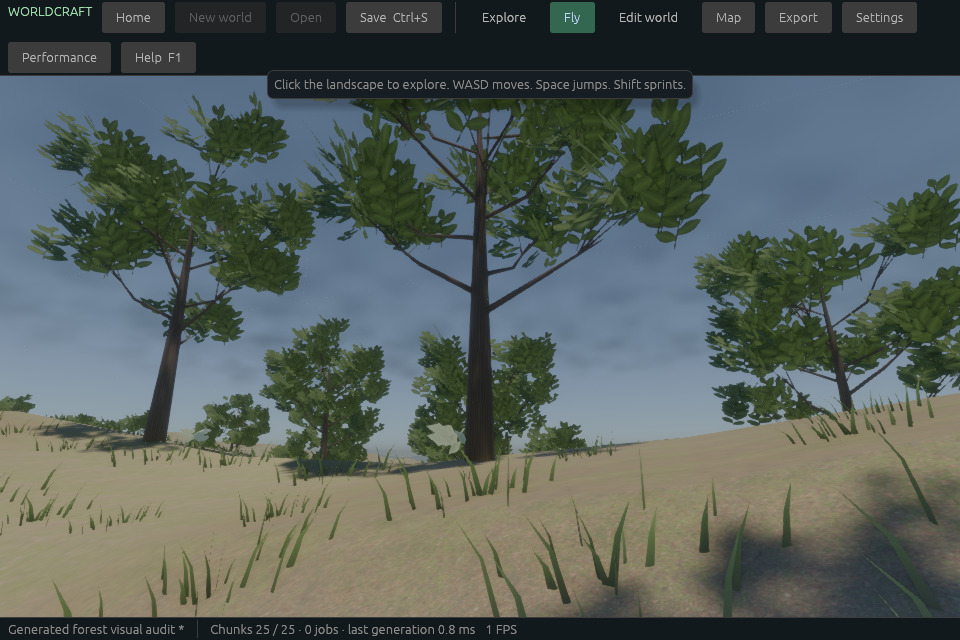 WORLDCRAFT Home New world Open Save Ctrl+S Explore Fly Edit world Map Export Settings
Performance Help F1
Click the landscape to explore. WASD moves. Space jumps. Shift sprints.
Generated forest visual audit * Chunks 25 / 25 · 0 jobs · last generation 0.8 ms 1 FPS